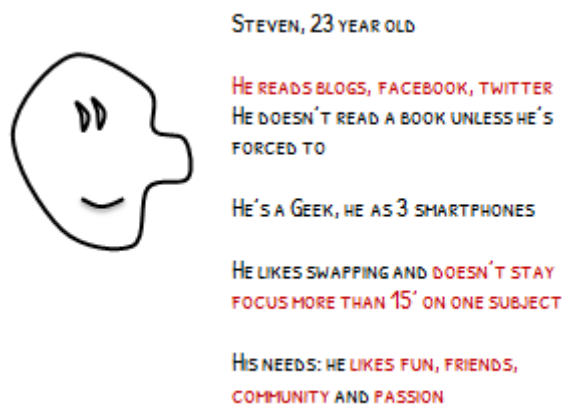 Steven, 23 year old
He reads blogs, facebook, twitter
He doesn't read a book unless he's
forced to
He's a Geek, he as 3 smartphones
He likes swapping and doesn't stay
focus more than 15' on one subject
His needs: he likes fun, friends,
community and passion